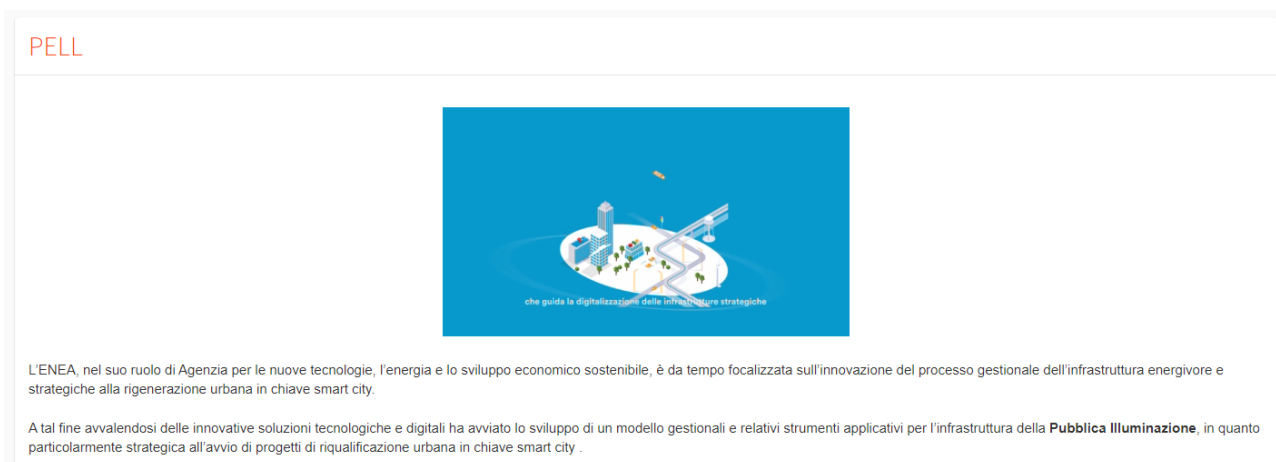 PELL
che guida la digitalizzazione delle infrastrutture strategiche
L'ENEA, nel suo ruolo di Agenzia per le nuove tecnologie, l'energia e lo sviluppo economico sostenibile, è da tempo focalizzata sull'innovazione del processo gestionale dell'infrastruttura energivore e
strategiche alla rigenerazione urbana in chiave smart city.
A tal fine avvalendosi delle innovative soluzioni tecnologiche e digitali ha avviato lo sviluppo di un modello gestionali e relativi strumenti applicativi per l'infrastruttura della Pubblica Illuminazione, in quanto
particolarmente strategica all'avvio di progetti di riqualificazione urbana in chiave smart city .